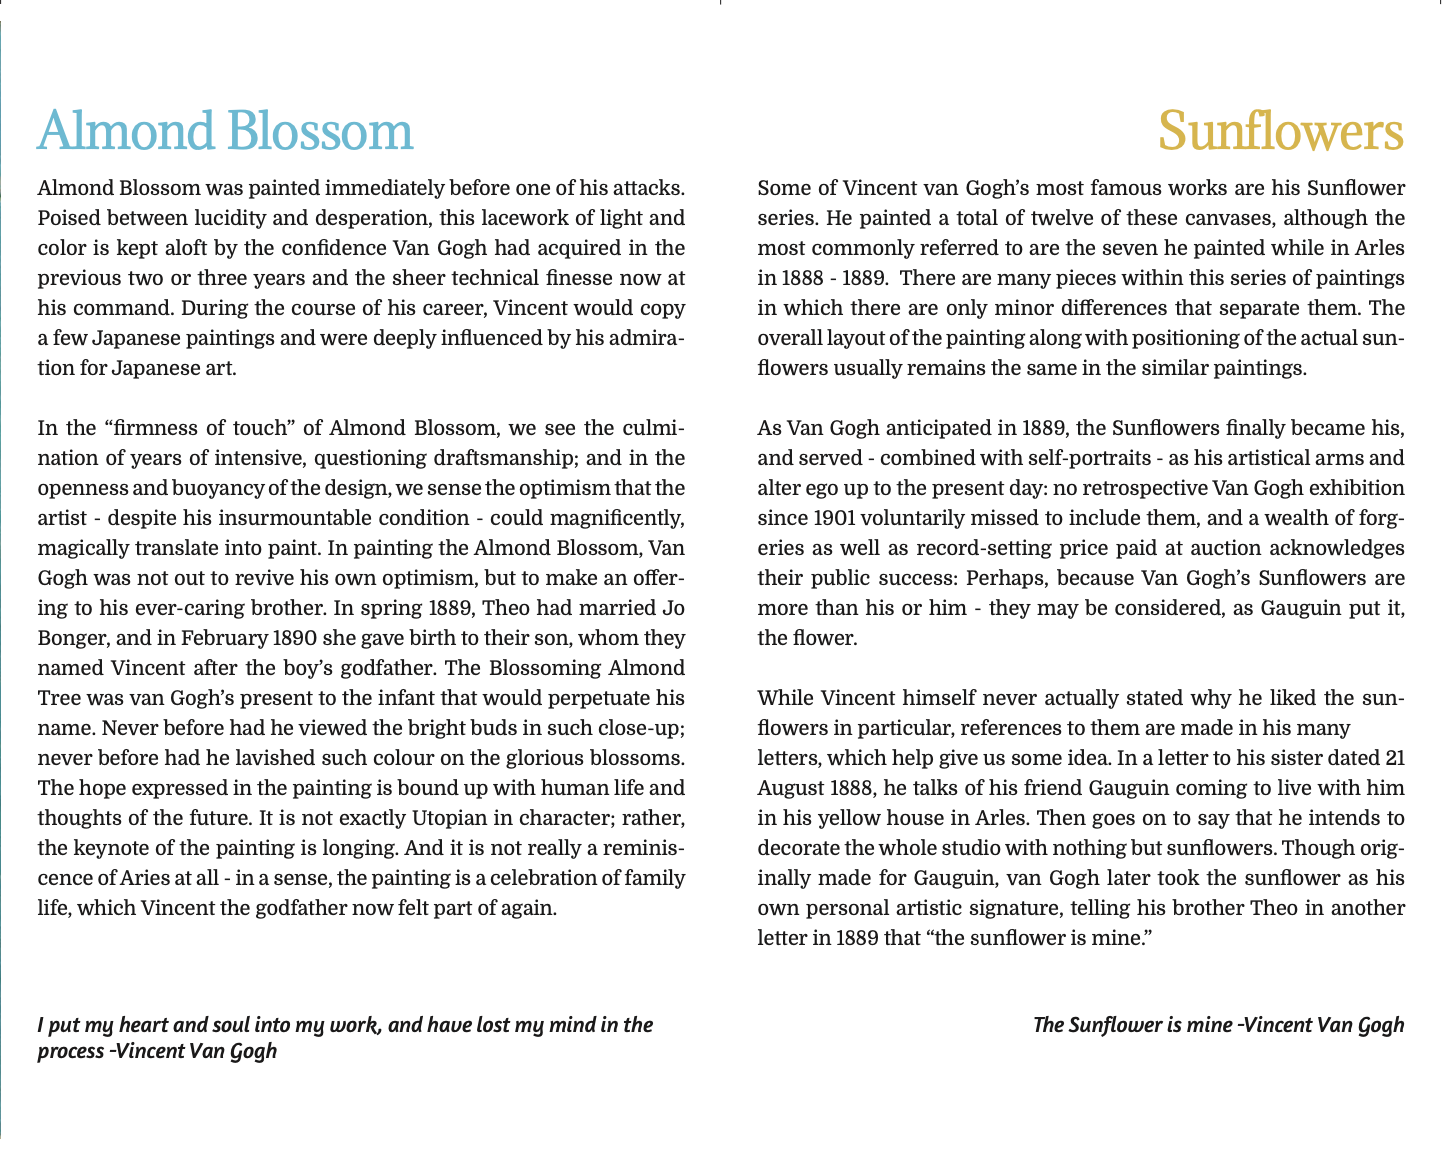 Almond Blossom
Almond Blossom was painted immediately before one of his attacks.
Poised between lucidity and desperation, this lacework of light and
color is kept aloft by the confidence Van Gogh had acquired in the
previous two or three years and the sheer technical finesse now at
his command. During the course of his career, Vincent would copy
a few Japanese paintings and were deeply influenced by his admira-
tion for Japanese art.
In the “firmness of touch” of Almond Blossom, we see the culmi-
nation of years of intensive, questioning draftsmanship; and in the
openness and buoyancy of the design, we sense the optimism that the
artist - despite his insurmountable condition - could magnificently,
magically translate into paint. In painting the Almond Blossom, Van
Gogh was not out to revive his own optimism, but to make an offer-
ing to his ever-caring brother. In spring 1889, Theo had married Jo
Bonger, and in February 1890 she gave birth to their son, whom they
named Vincent after the boy’s godfather. The Blossoming Almond
Tree was van Gogh’s present to the infant that would perpetuate his
name. Never before had he viewed the bright buds in such close-up;
never before had he lavished such colour on the glorious blossoms.
The hope expressed in the painting is bound up with human life and
thoughts of the future. It is not exactly Utopian in character; rather,
the keynote of the painting is longing. And it is not really a reminis-
cence of Aries at all - in a sense, the painting is a celebration of family
life, which Vincent the godfather now felt part of again.
I put my heart and soul into my work, and have lost my mind in the
process -Vincent Van Gogh
Sunflowers
Some of Vincent van Gogh’s most famous works are his Sunflower
series. He painted a total of twelve of these canvases, although the
most commonly referred to are the seven he painted while in Arles
in 1888 - 1889.  There are many pieces within this series of paintings
in which there are only minor differences that separate them. The
overall layout of the painting along with positioning of the actual sun-
flowers usually remains the same in the similar paintings.
As Van Gogh anticipated in 1889, the Sunflowers finally became his,
and served - combined with self-portraits - as his artistical arms and
alter ego up to the present day: no retrospective Van Gogh exhibition
since 1901 voluntarily missed to include them, and a wealth of forg-
eries as well as record-setting price paid at auction acknowledges
their public success: Perhaps, because Van Gogh’s Sunflowers are
more than his or him - they may be considered, as Gauguin put it,
the flower.
While Vincent himself never actually stated why he liked the sun-
flowers in particular, references to them are made in his many
letters, which help give us some idea. In a letter to his sister dated 21
August 1888, he talks of his friend Gauguin coming to live with him
in his yellow house in Arles. Then goes on to say that he intends to
decorate the whole studio with nothing but sunflowers. Though orig-
inally made for Gauguin, van Gogh later took the sunflower as his
own personal artistic signature, telling his brother Theo in another
letter in 1889 that “the sunflower is mine.”
The Sunflower is mine -Vincent Van Gogh